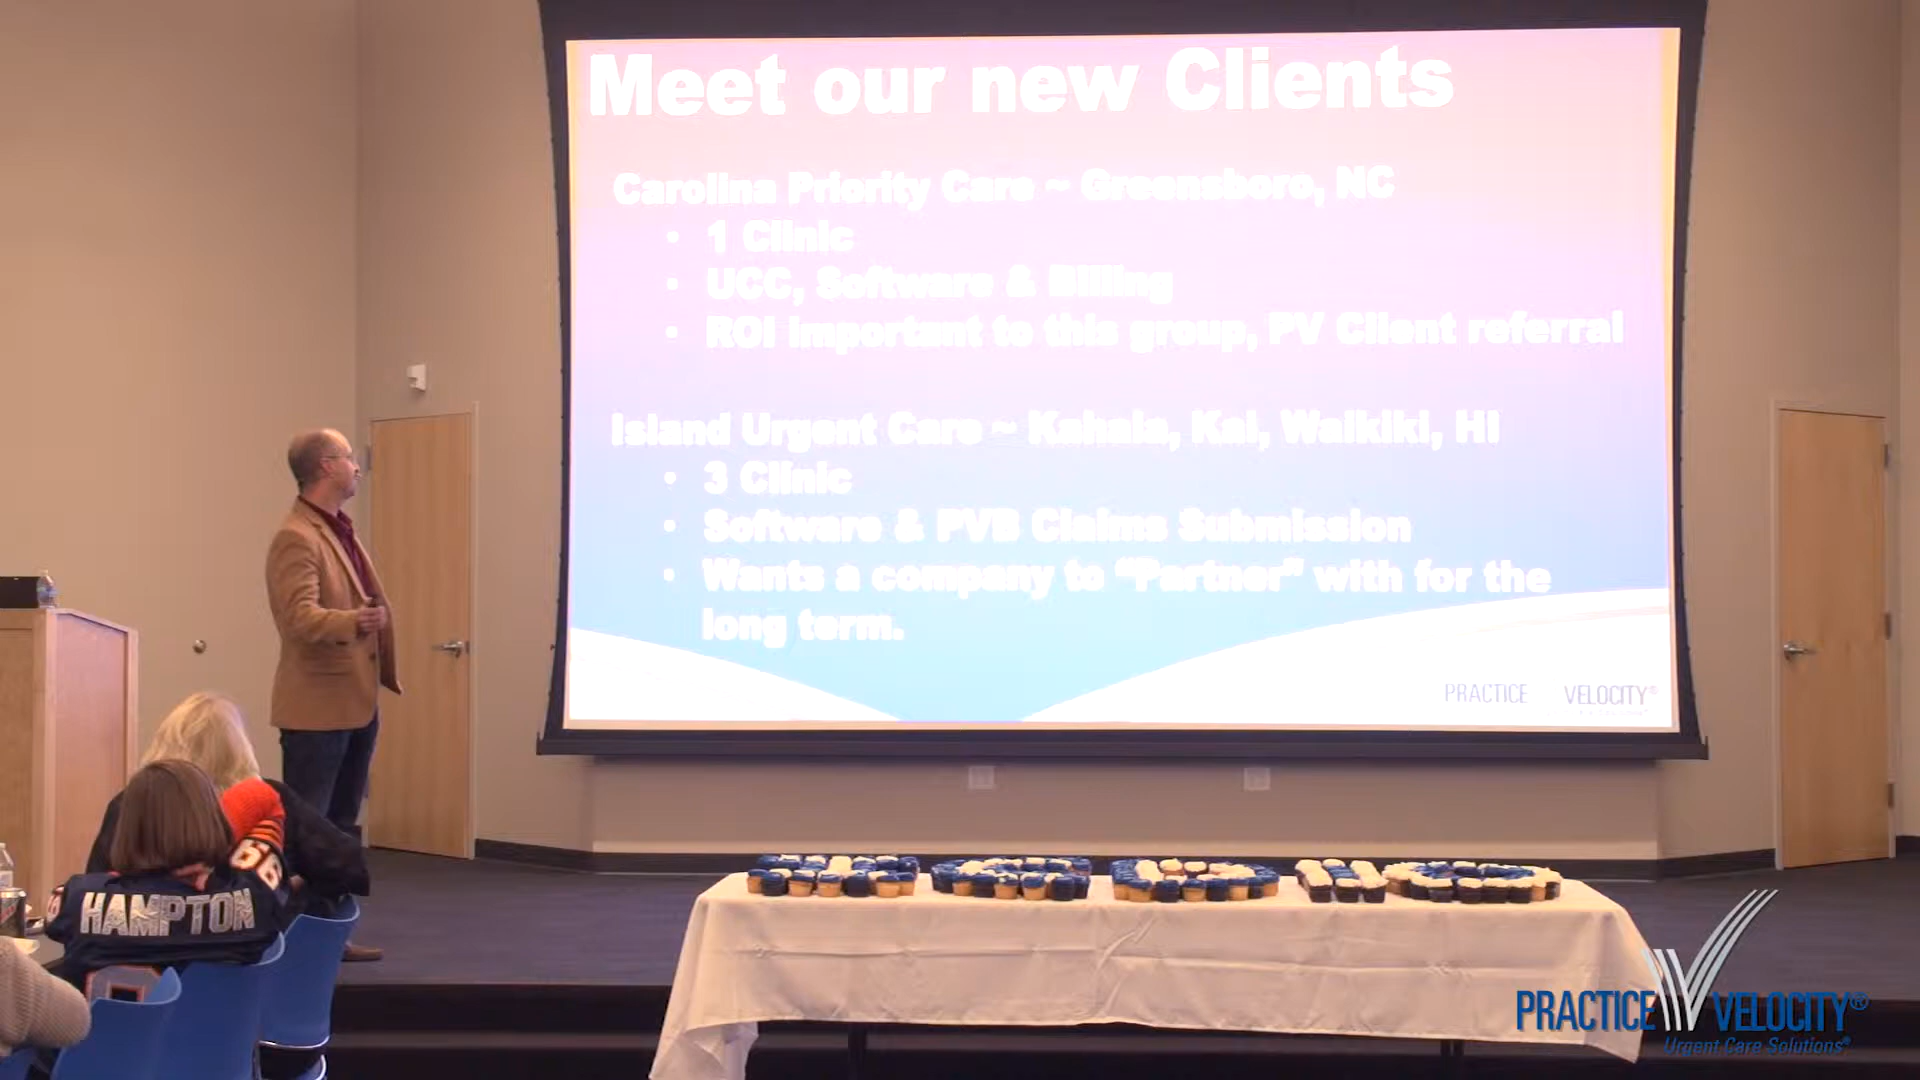 Meet our new Clients
Carolina Priority Care ~ Greensboro, NC
• 1 Clinic
• UCC, Software & Billing
• ROI important to this group, PV Client referral
Island Urgent Care ~ Kahala, Kai, Waikiki, HI
• 3 Clinic
• Software & PVB Claims Submission
• Wants a company to “Partner” with for the
long term.
PRACTICE VELOCITY®
66
HAMPTON
PRACTICE VELOCITY®
Urgent Care Solutions®